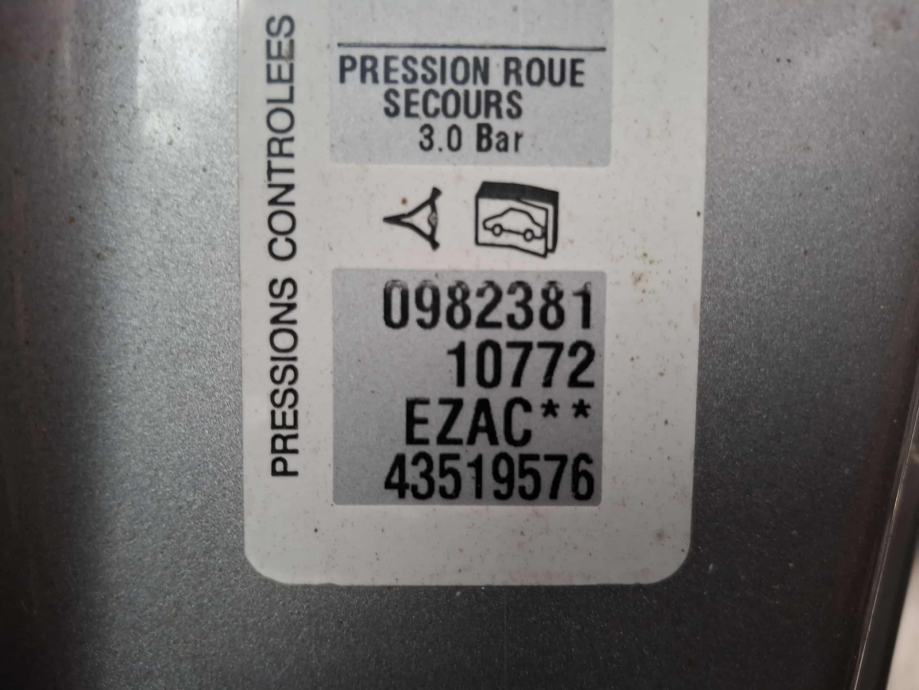 PRESSIONS CONTROLEES
PRESSION ROUE
SECOURS
3.0 Bar
0982381
10772
EZAC**
43519576